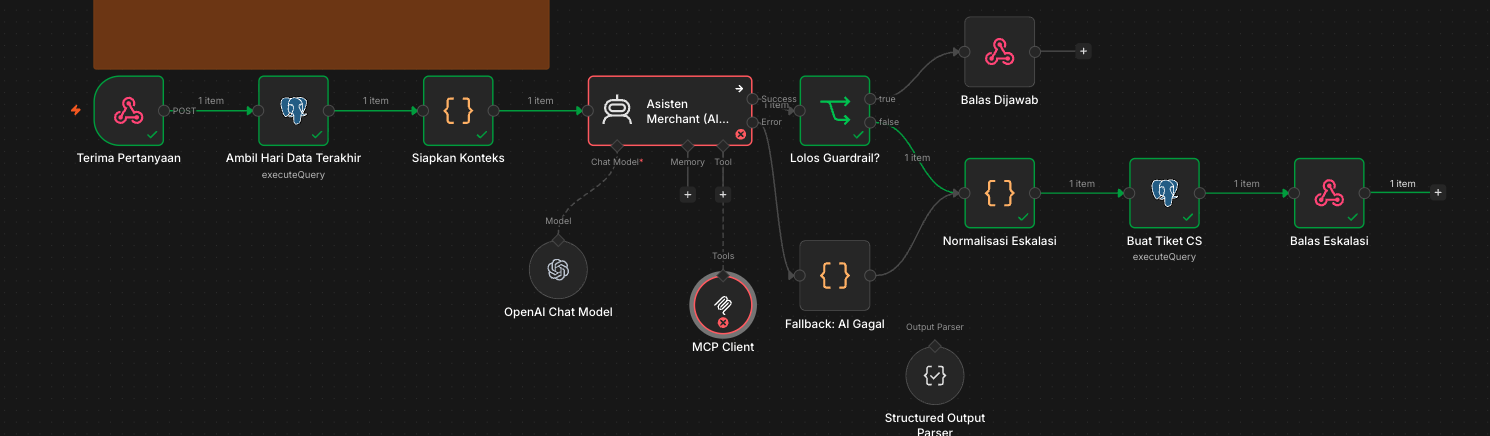 Balas Dijawab
POST
1 item
1 item
1 item
Asisten
Merchant (AI...
Success
1 item
Error
true
false
Terima Pertanyaan
Ambil Hari Data Terakhir
executeQuery
Siapkan Konteks
Chat Model*
Memory
Tool
Lolos Guardrail?
1 item
1 item
1 item
1 item
Model
Normalisasi Eskalasi
Buat Tiket CS
executeQuery
Balas Eskalasi
Tools
OpenAI Chat Model
MCP Client
Fallback: AI Gagal
Output Parser
Structured Output
Parser